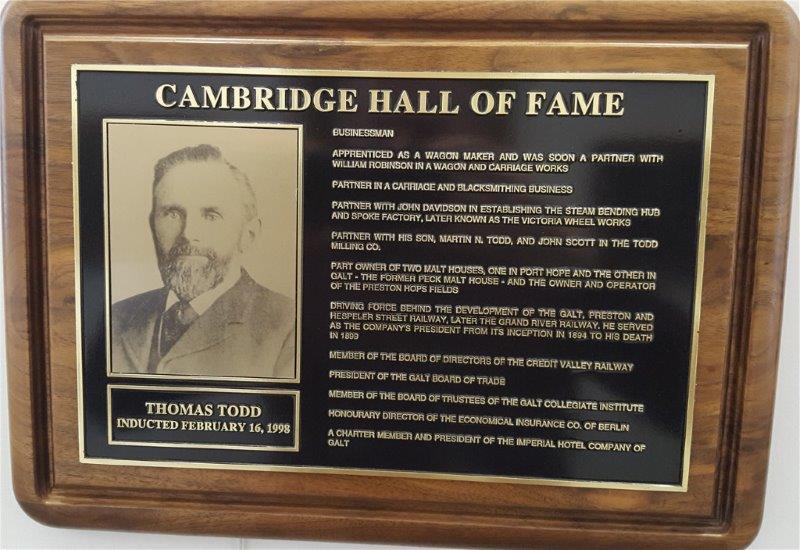 CAMBRIDGE HALL OF FAME
BUSINESSMAN
APPRENTICED AS A WAGON MAKER AND WAS SOON A PARTNER WITH
WILLIAM ROBINSON IN A WAGON AND CARRIAGE WORKS
PARTNER IN A CARRIAGE AND BLACKSMITHING BUSINESS
PARTNER WITH JOHN DAVIDSON IN ESTABLISHING THE STEAM BENDING HUB
AND SPOKE FACTORY, LATER KNOWN AS THE VICTORIA WHEEL WORKS
PARTNER WITH HIS SON, MARTIN N. TODD, AND JOHN SCOTT IN THE TODD
MILLING CO.
PART OWNER OF TWO MALT HOUSES, ONE IN PORT HOPE AND THE OTHER IN
GALT - THE FORMER PECK MALT HOUSE - AND THE OWNER AND OPERATOR
OF THE PRESTON HOPS FIELDS
DRIVING FORCE BEHIND THE DEVELOPMENT OF THE GALT, PRESTON AND
HESPELER STREET RAILWAY, LATER THE GRAND RIVER RAILWAY. HE SERVED
AS THE COMPANY'S PRESIDENT FROM ITS INCEPTION IN 1894 TO HIS DEATH
IN 1899
MEMBER OF THE BOARD OF DIRECTORS OF THE CREDIT VALLEY RAILWAY
PRESIDENT OF THE GALT BOARD OF TRADE
MEMBER OF THE BOARD OF TRUSTEES OF THE GALT COLLEGIATE INSTITUTE
HONOURARY DIRECTOR OF THE ECONOMICAL INSURANCE CO. OF BERLIN
A CHARTER MEMBER AND PRESIDENT OF THE IMPERIAL HOTEL COMPANY OF
GALT
THOMAS TODD
INDUCTED FEBRUARY 16, 1998